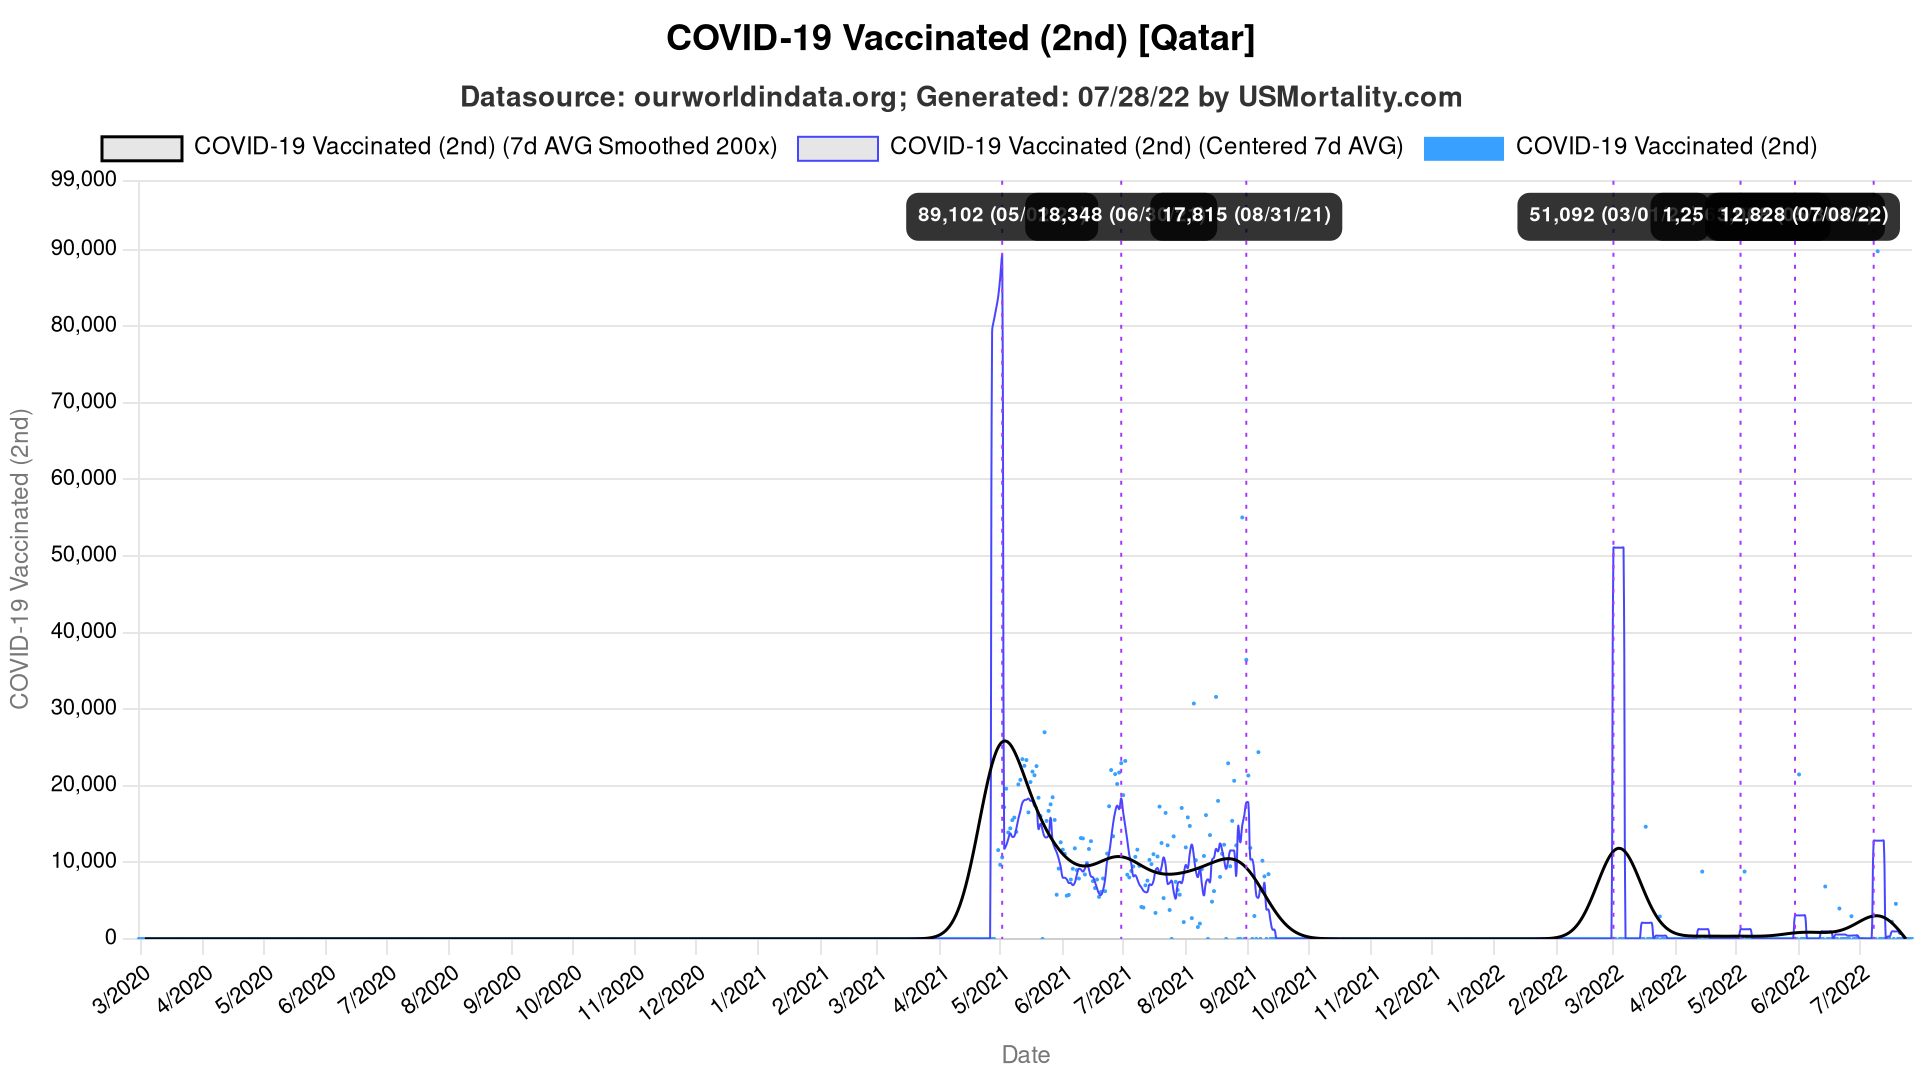 COVID-19 Vaccinated (2nd) [Qatar]
Datasource: ourworldindata.org; Generated: 07/28/22 by USMortality.com
COVID-19 Vaccinated (2nd) (7d AVG Smoothed 200x) COVID-19 Vaccinated (2nd) (Centered 7d AVG) COVID-19 Vaccinated (2nd)
89,102 (05/0 18,348 (06/3 17,815 (08/31/21) 51,092 (03/01 1,25 12,828 (07/08/22)
99,000
90,000
80,000
70,000
60,000
50,000
40,000
30,000
20,000
10,000
0
COVID-19 Vaccinated (2nd)
3/2020 4/2020 5/2020 6/2020 7/2020 8/2020 9/2020 10/2020 11/2020 12/2020 1/2021 2/2021 3/2021 4/2021 5/2021 6/2021 7/2021 8/2021 9/2021 10/2021 11/2021 12/2021 1/2022 2/2022 3/2022 4/2022 5/2022 6/2022 7/2022
Date